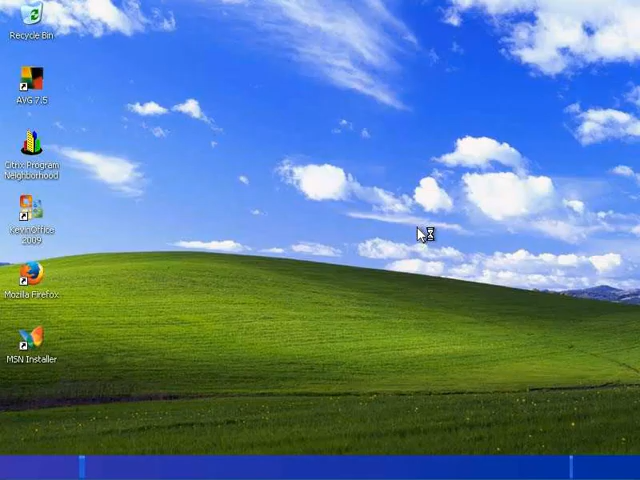 Recycle Bin
AVG 7.5
Citrix Program
Neighborhood
KevinOffice
2009
Mozilla Firefox
MSN Installer